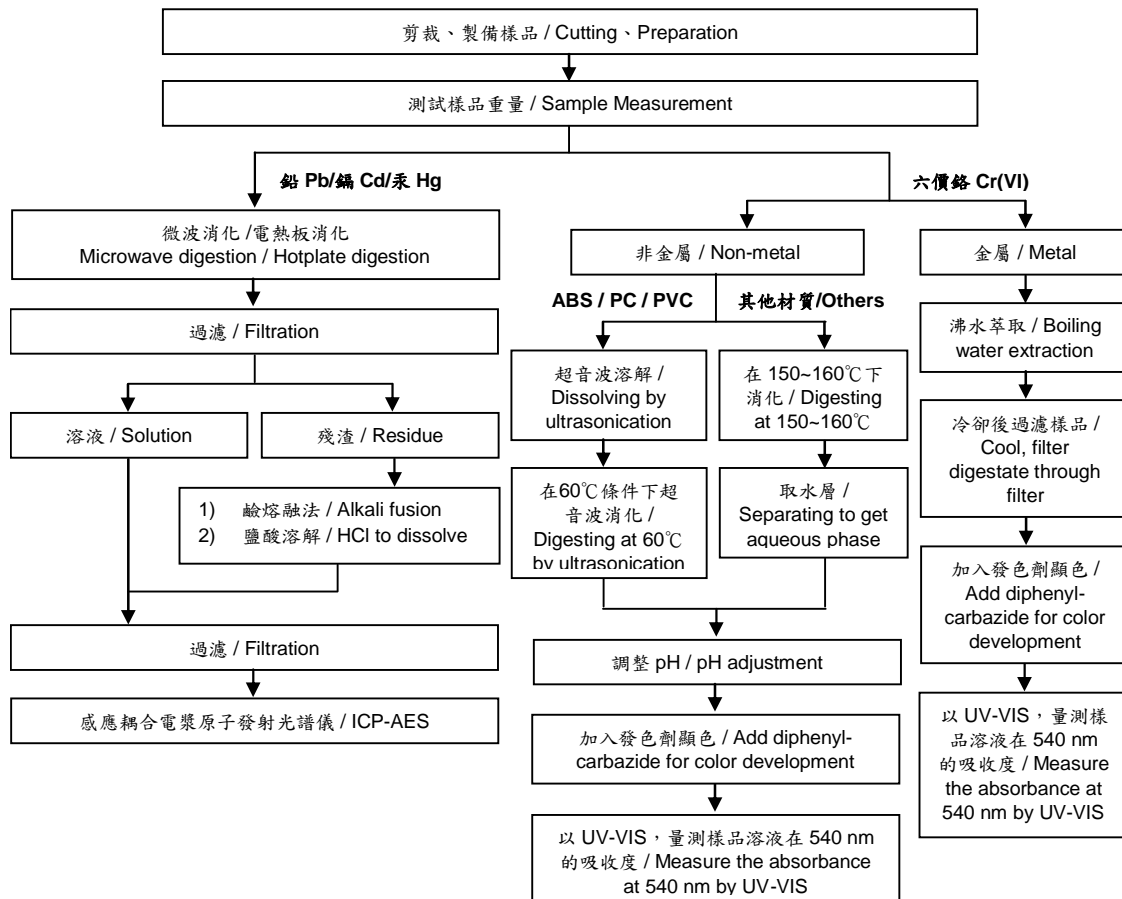 剪裁、製備樣品 / Cutting、Preparation
測試樣品重量 / Sample Measurement
鉛 Pb/鎘 Cd/汞 Hg
六價鉻 Cr(VI)
微波消化 /電熱板消化
Microwave digestion / Hotplate digestion
過濾 / Filtration
溶液 / Solution
殘渣 / Residue
1) 鹼熔融法 / Alkali fusion
2) 鹽酸溶解 / HCl to dissolve
過濾 / Filtration
感應耦合電漿原子發射光譜儀 / ICP-AES
非金屬 / Non-metal
ABS / PC / PVC
其他材質/Others
超音波溶解 /
Dissolving by
ultrasonication
在 150~160℃下
消化 / Digesting
at 150~160℃
在60℃條件下超
音波消化 /
Digesting at 60℃
by ultrasonication
取水層 /
Separating to get
aqueous phase
調整 pH / pH adjustment
加入發色劑顯色 / Add diphenyl-
carbazide for color development
以 UV-VIS，量測樣品溶液在 540 nm
的吸收度 / Measure the absorbance
at 540 nm by UV-VIS
金屬 / Metal
沸水萃取 / Boiling
water extraction
冷卻後過濾樣品 /
Cool, filter
digestate through
filter
加入發色劑顯色 /
Add diphenyl-
carbazide for color
development
以 UV-VIS，量測樣
品溶液在 540 nm
的吸收度 / Measure
the absorbance at
540 nm by UV-VIS